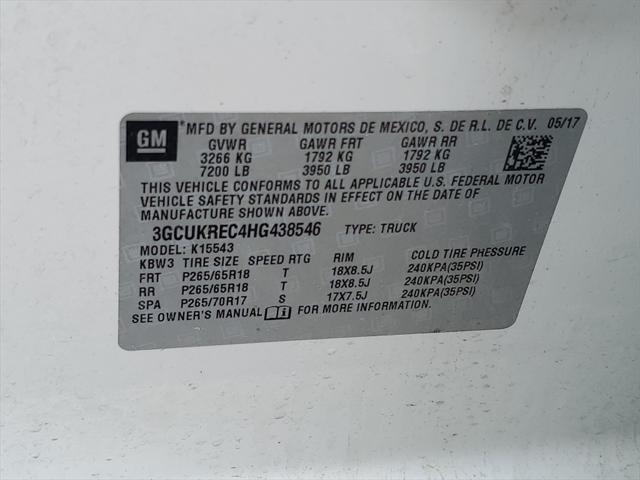 GM *MFD BY GENERAL MOTORS DE MEXICO, S. DE R.L. DE C.V. 05/17
GVWR GAWR FRT GAWR RR
3266 KG 1792 KG 1792 KG
7200 LB 3950 LB 3950 LB
THIS VEHICLE CONFORMS TO ALL APPLICABLE U.S. FEDERAL MOTOR
VEHICLE SAFETY STANDARDS IN EFFECT ON THE DATE OF
MANUFACTURE SHOWN ABOVE.
3GCUKREC4HG438546 TYPE: TRUCK
MODEL: K15543
KBW3 TIRE SIZE SPEED RTG RIM COLD TIRE PRESSURE
FRT P265/65R18 T 18X8.5J 240KPA(35PSI)
RR P265/65R18 T 18X8.5J 240KPA(35PSI)
SPA P265/70R17 S 17X7.5J 240KPA(35PSI)
SEE OWNER'S MANUAL FOR MORE INFORMATION.